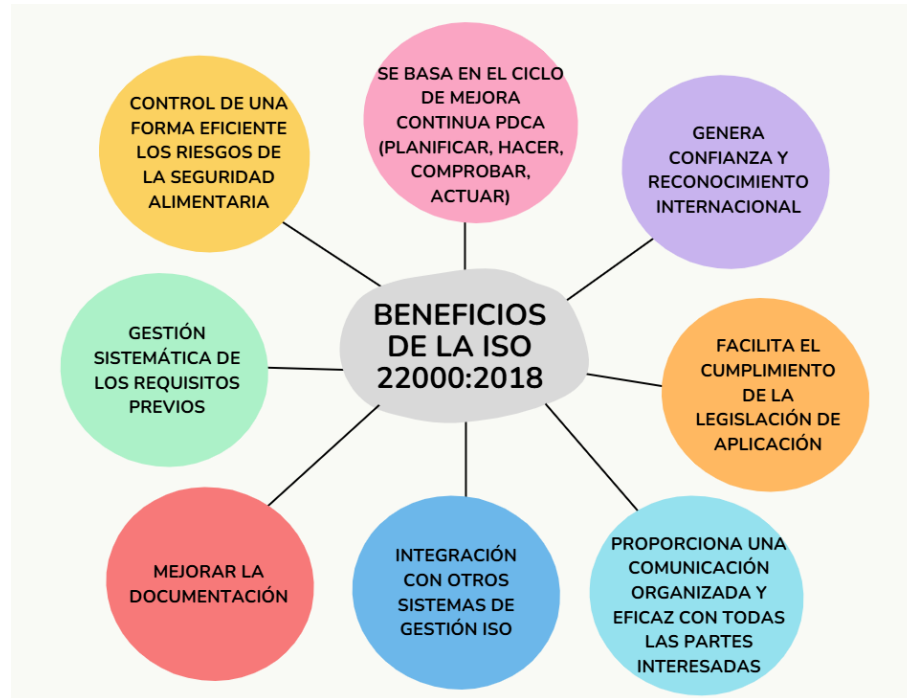 SE BASA EN EL CICLO
DE MEJORA
CONTINUA PDCA
(PLANIFICAR, HACER,
COMPROBAR,
ACTUAR)
CONTROL DE UNA
FORMA EFICIENTE
LOS RIESGOS DE
LA SEGURIDAD
ALIMENTARIA
GENERA
CONFIANZA Y
RECONOCIMIENTO
INTERNACIONAL
BENEFICIOS
DE LA ISO
22000:2018
GESTIÓN
SISTEMÁTICA DE
LOS REQUISITOS
PREVIOS
FACILITA EL
CUMPLIMIENTO
DE LA
LEGISLACIÓN DE
APLICACIÓN
MEJORAR LA
DOCUMENTACIÓN
INTEGRACIÓN
CON OTROS
SISTEMAS DE
GESTIÓN ISO
PROPORCIONA UNA
COMUNICACIÓN
ORGANIZADA Y
EFICAZ CON TODAS
LAS PARTES
INTERESADAS